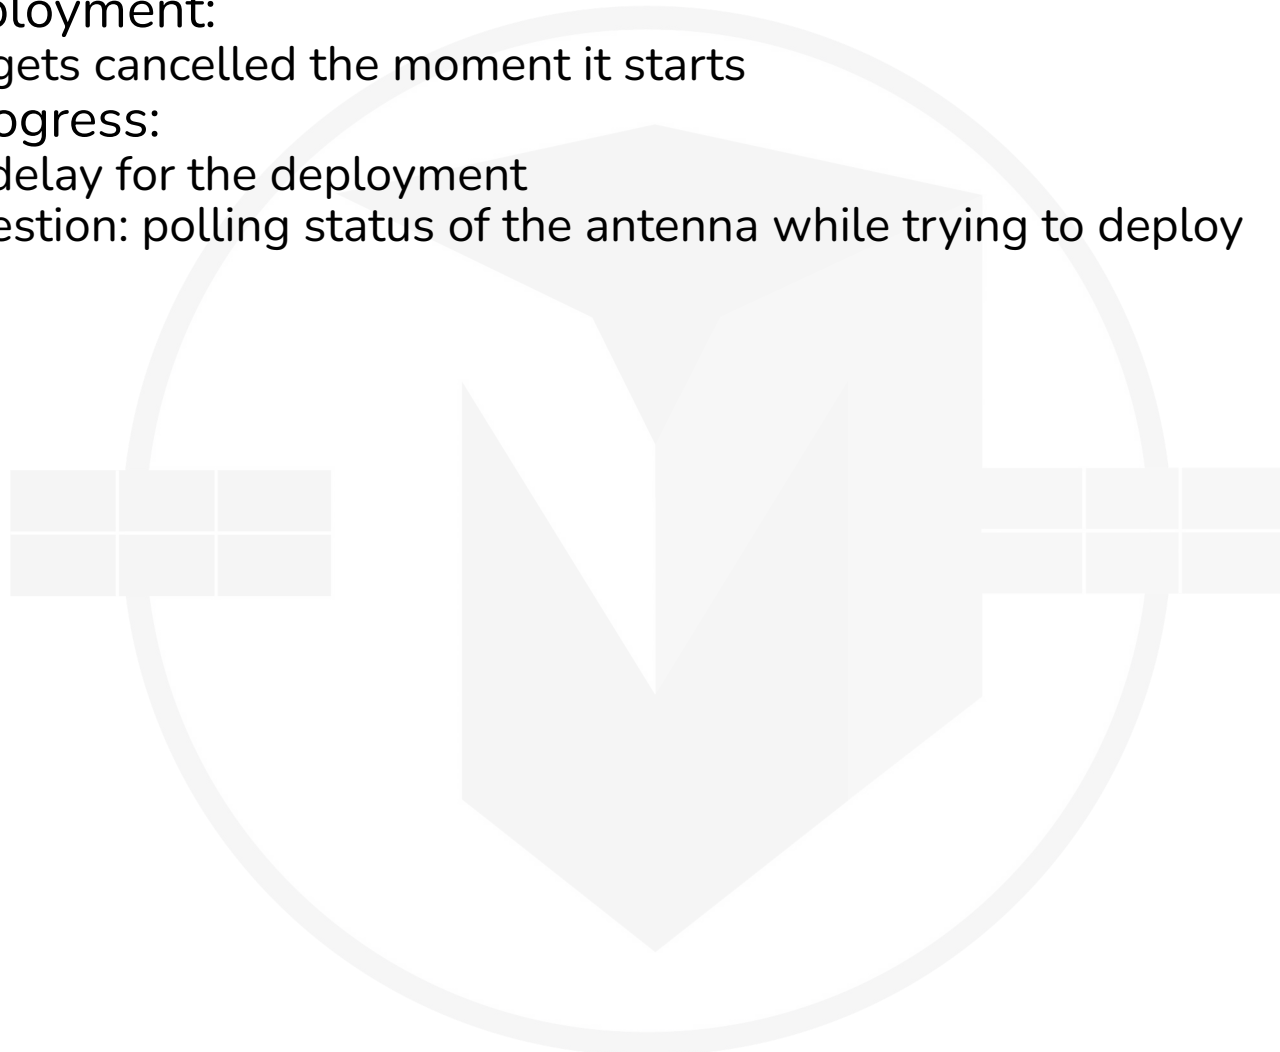 ployment:
gets cancelled the moment it starts
ogress:
delay for the deployment
estion: polling status of the antenna while trying to deploy